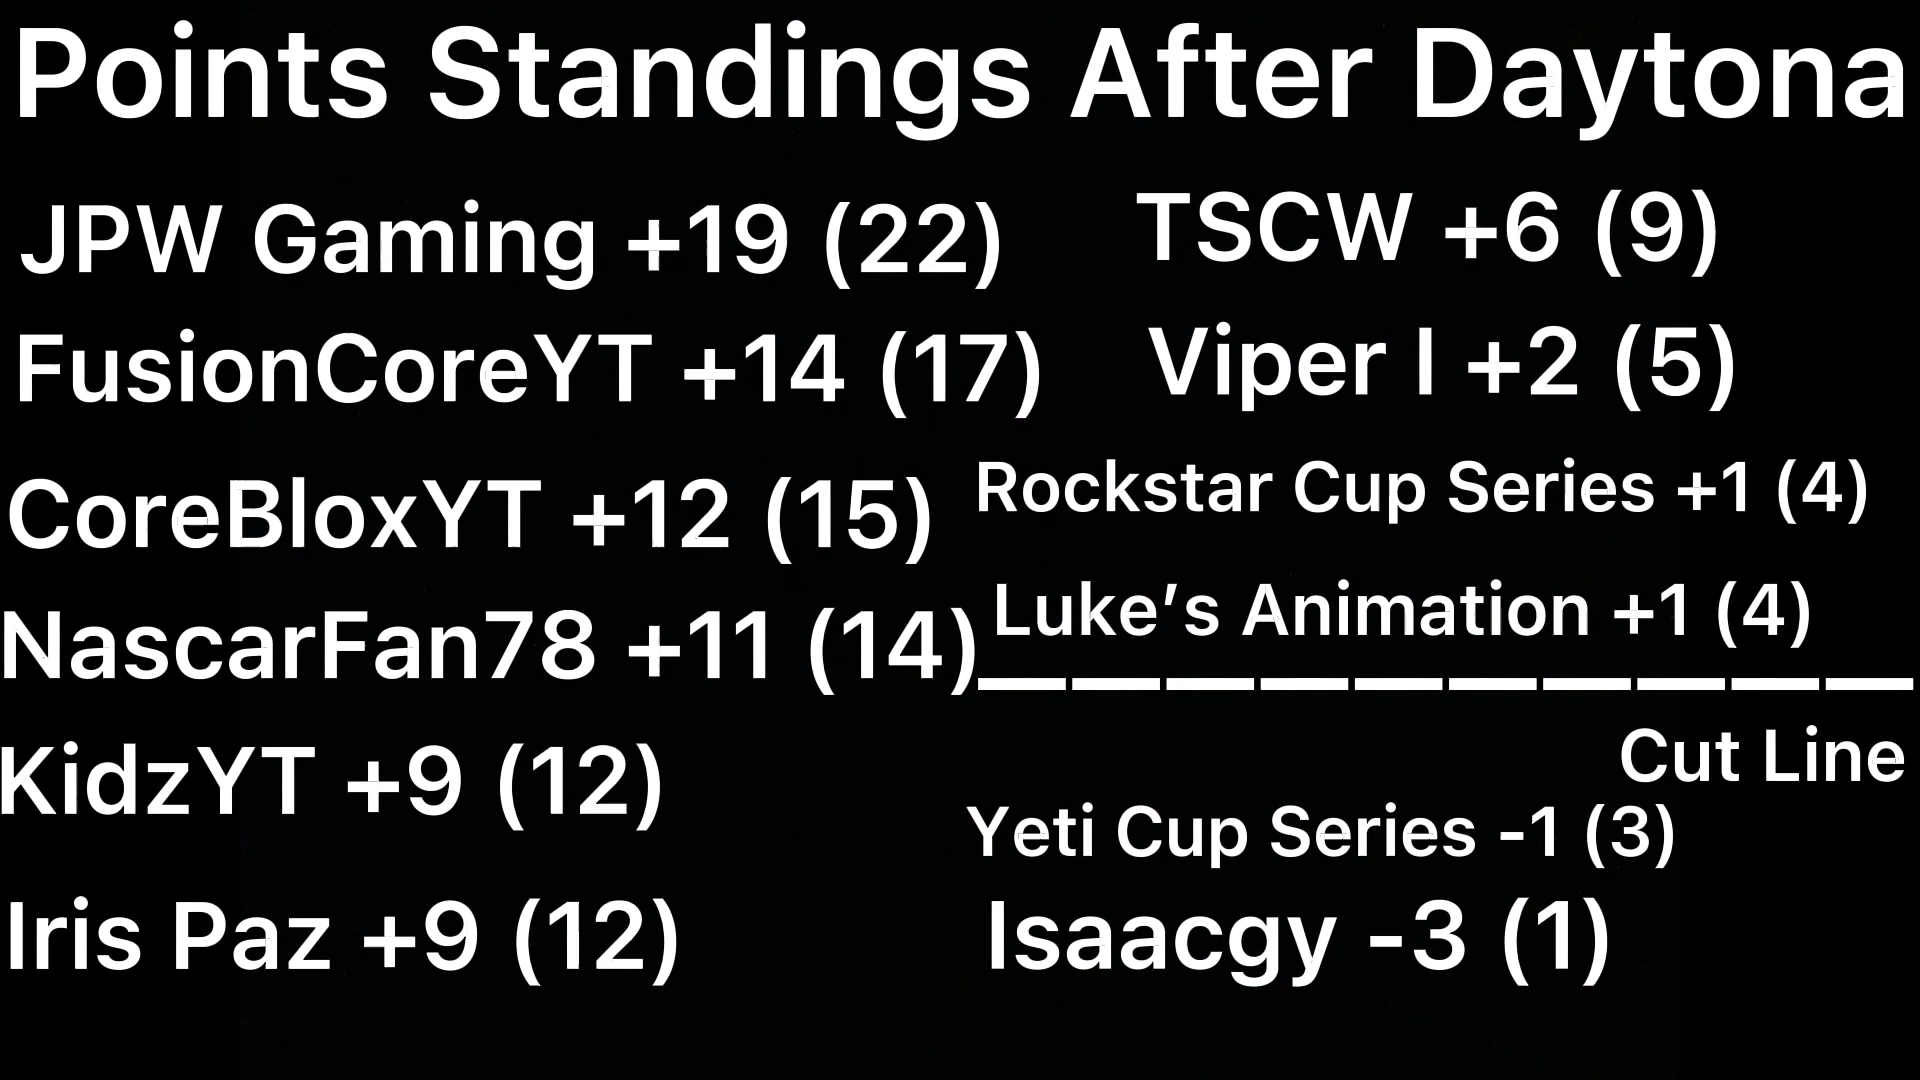 Points Standings After Daytona
JPW Gaming +19 (22)
FusionCoreYT +14 (17)
CoreBloxYT +12 (15)
NascarFan78 +11 (14)
KidzYT +9 (12)
Iris Paz +9 (12)
TSCW +6 (9)
Viper I +2 (5)
Rockstar Cup Series +1 (4)
Luke’s Animation +1 (4)
Cut Line
Yeti Cup Series -1 (3)
Isaacgy -3 (1)